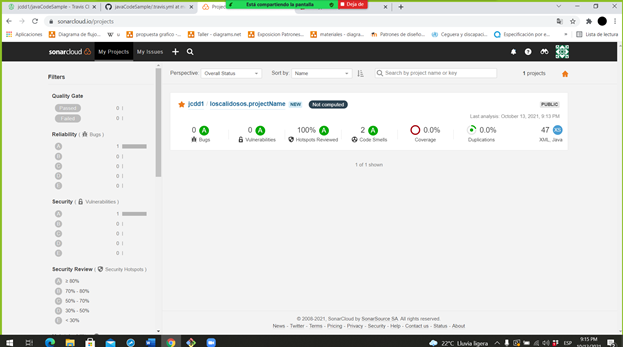 Está compartiendo la pantalla
Deja de
jcdd1/javaCodeSample - Travis CI
javaCodeSample/.travis.yml at m
Proje
sonarcloud.io/projects
Aplicaciones
Diagrama de flujo...
u
propuesta grafico -...
Taller - diagrams.net
Exposicion Patrones...
materiales - diagra...
Patrones de diseño...
Ceguera y discapaci...
Especificación por e...
Lista de lectura
sonarcloud
My Projects
My Issues
Filters
Perspective
Overall Status
Sort by:
Name
Search by project name or key
1 projects
Quality Gate
Passed 0
Failed 0
Reliability ( Bugs )
A 1
B 0
C 0
D 0
E 0
Security ( Vulnerabilities )
A 1
B 0
C 0
D 0
E 0
Security Review ( Security Hotspots )
A ≥ 80%
B 70% - 80%
C 50% - 70%
D 30% - 50%
E < 30%
jcdd1 / loscalidosos.projectName NEW Not computed PUBLIC
Last analysis: October 13, 2021, 9:13 PM
0 A Bugs
0 A Vulnerabilities
100% A Hotspots Reviewed
2 A Code Smells
0.0% Coverage
0.0% Duplications
47 XS XML, Java
1 of 1 shown
© 2008-2021, SonarCloud by SonarSource SA. All rights reserved.
News - Twitter - Terms - Pricing - Privacy - Security - Help - Contact us - Status - About
22°C Lluvia ligera
ESP
9:15 PM